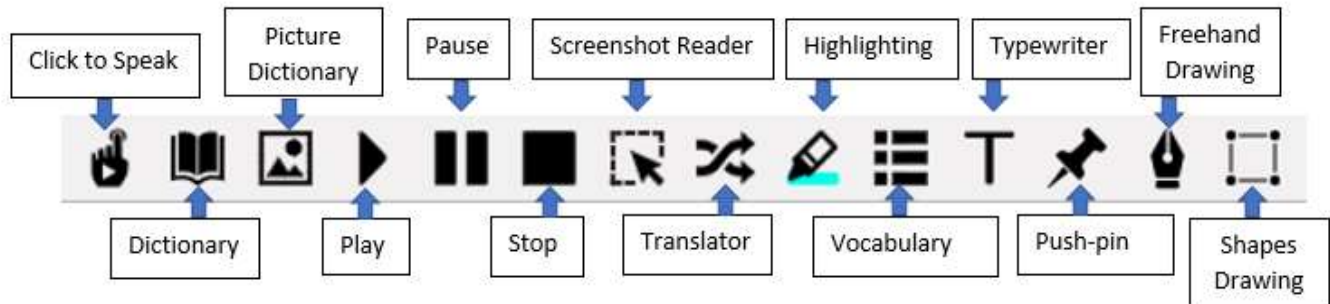 Click to Speak
Picture
Dictionary
Pause
Screenshot Reader
Highlighting
Typewriter
Freehand
Drawing
T
Dictionary
Play
Stop
Translator
Vocabulary
Push-pin
Shapes
Drawing